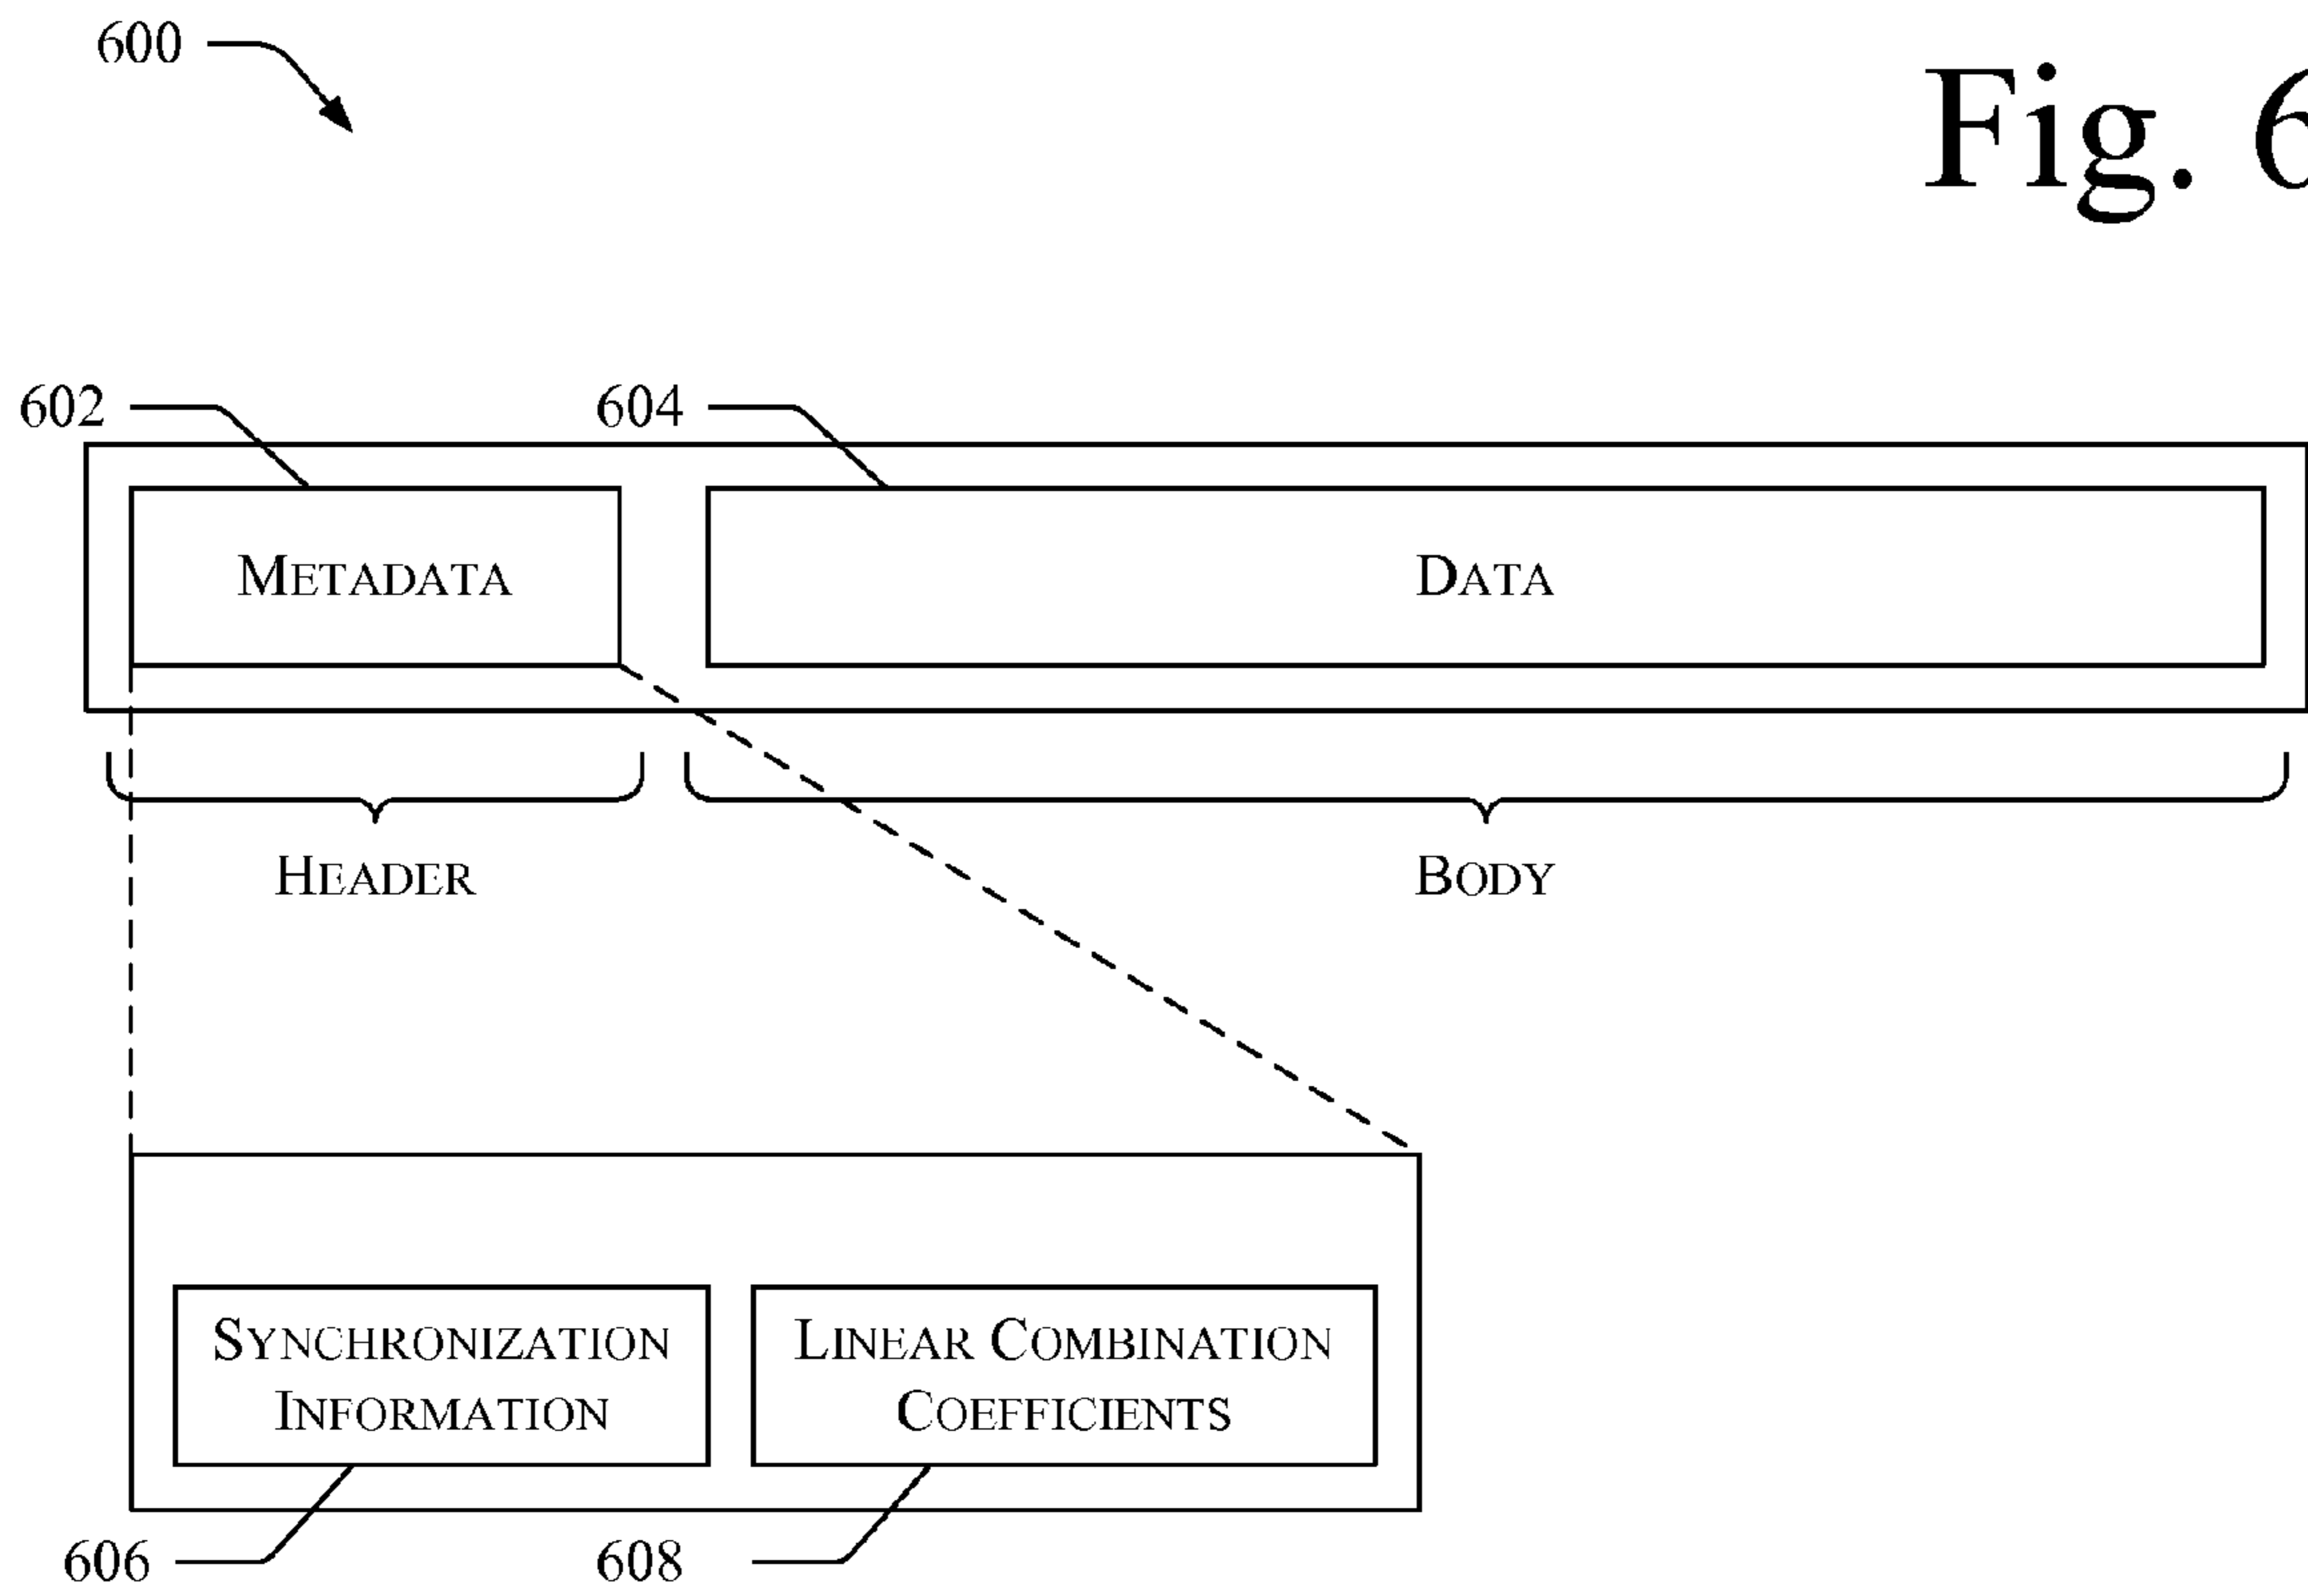 600
Fig. 6
602
604
METADATA
DATA
HEADER
BODY
SYNCHRONIZATION
INFORMATION
LINEAR COMBINATION
COEFFICIENTS
606
608